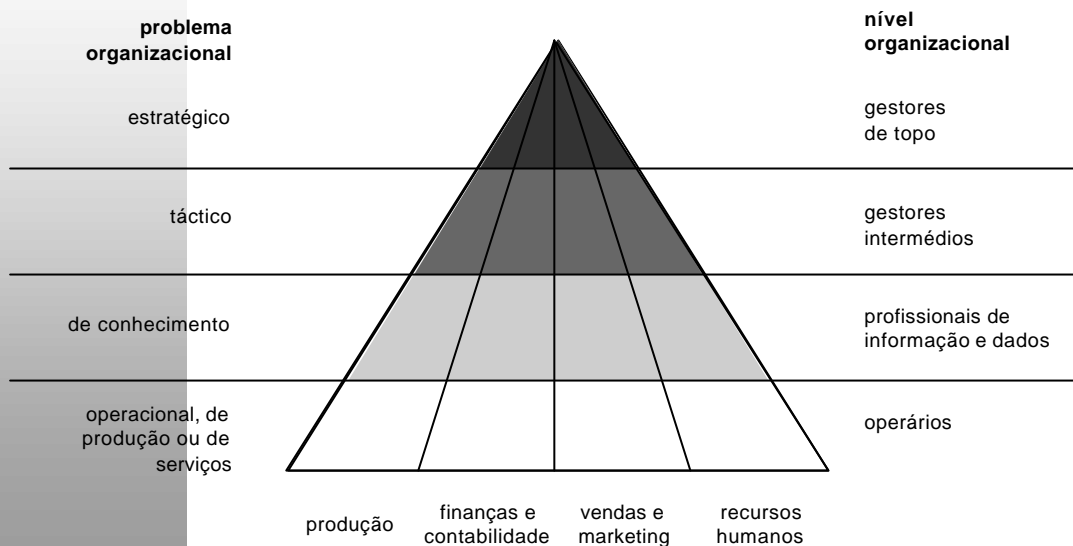 problema
organizacional
nível
organizacional
estratégico
gestores
de topo
táctico
gestores
intermédios
de conhecimento
profissionais de
informação e dados
operacional, de
produção ou de
serviços
operários
produção
finanças e
contabilidade
vendas e
marketing
recursos
humanos